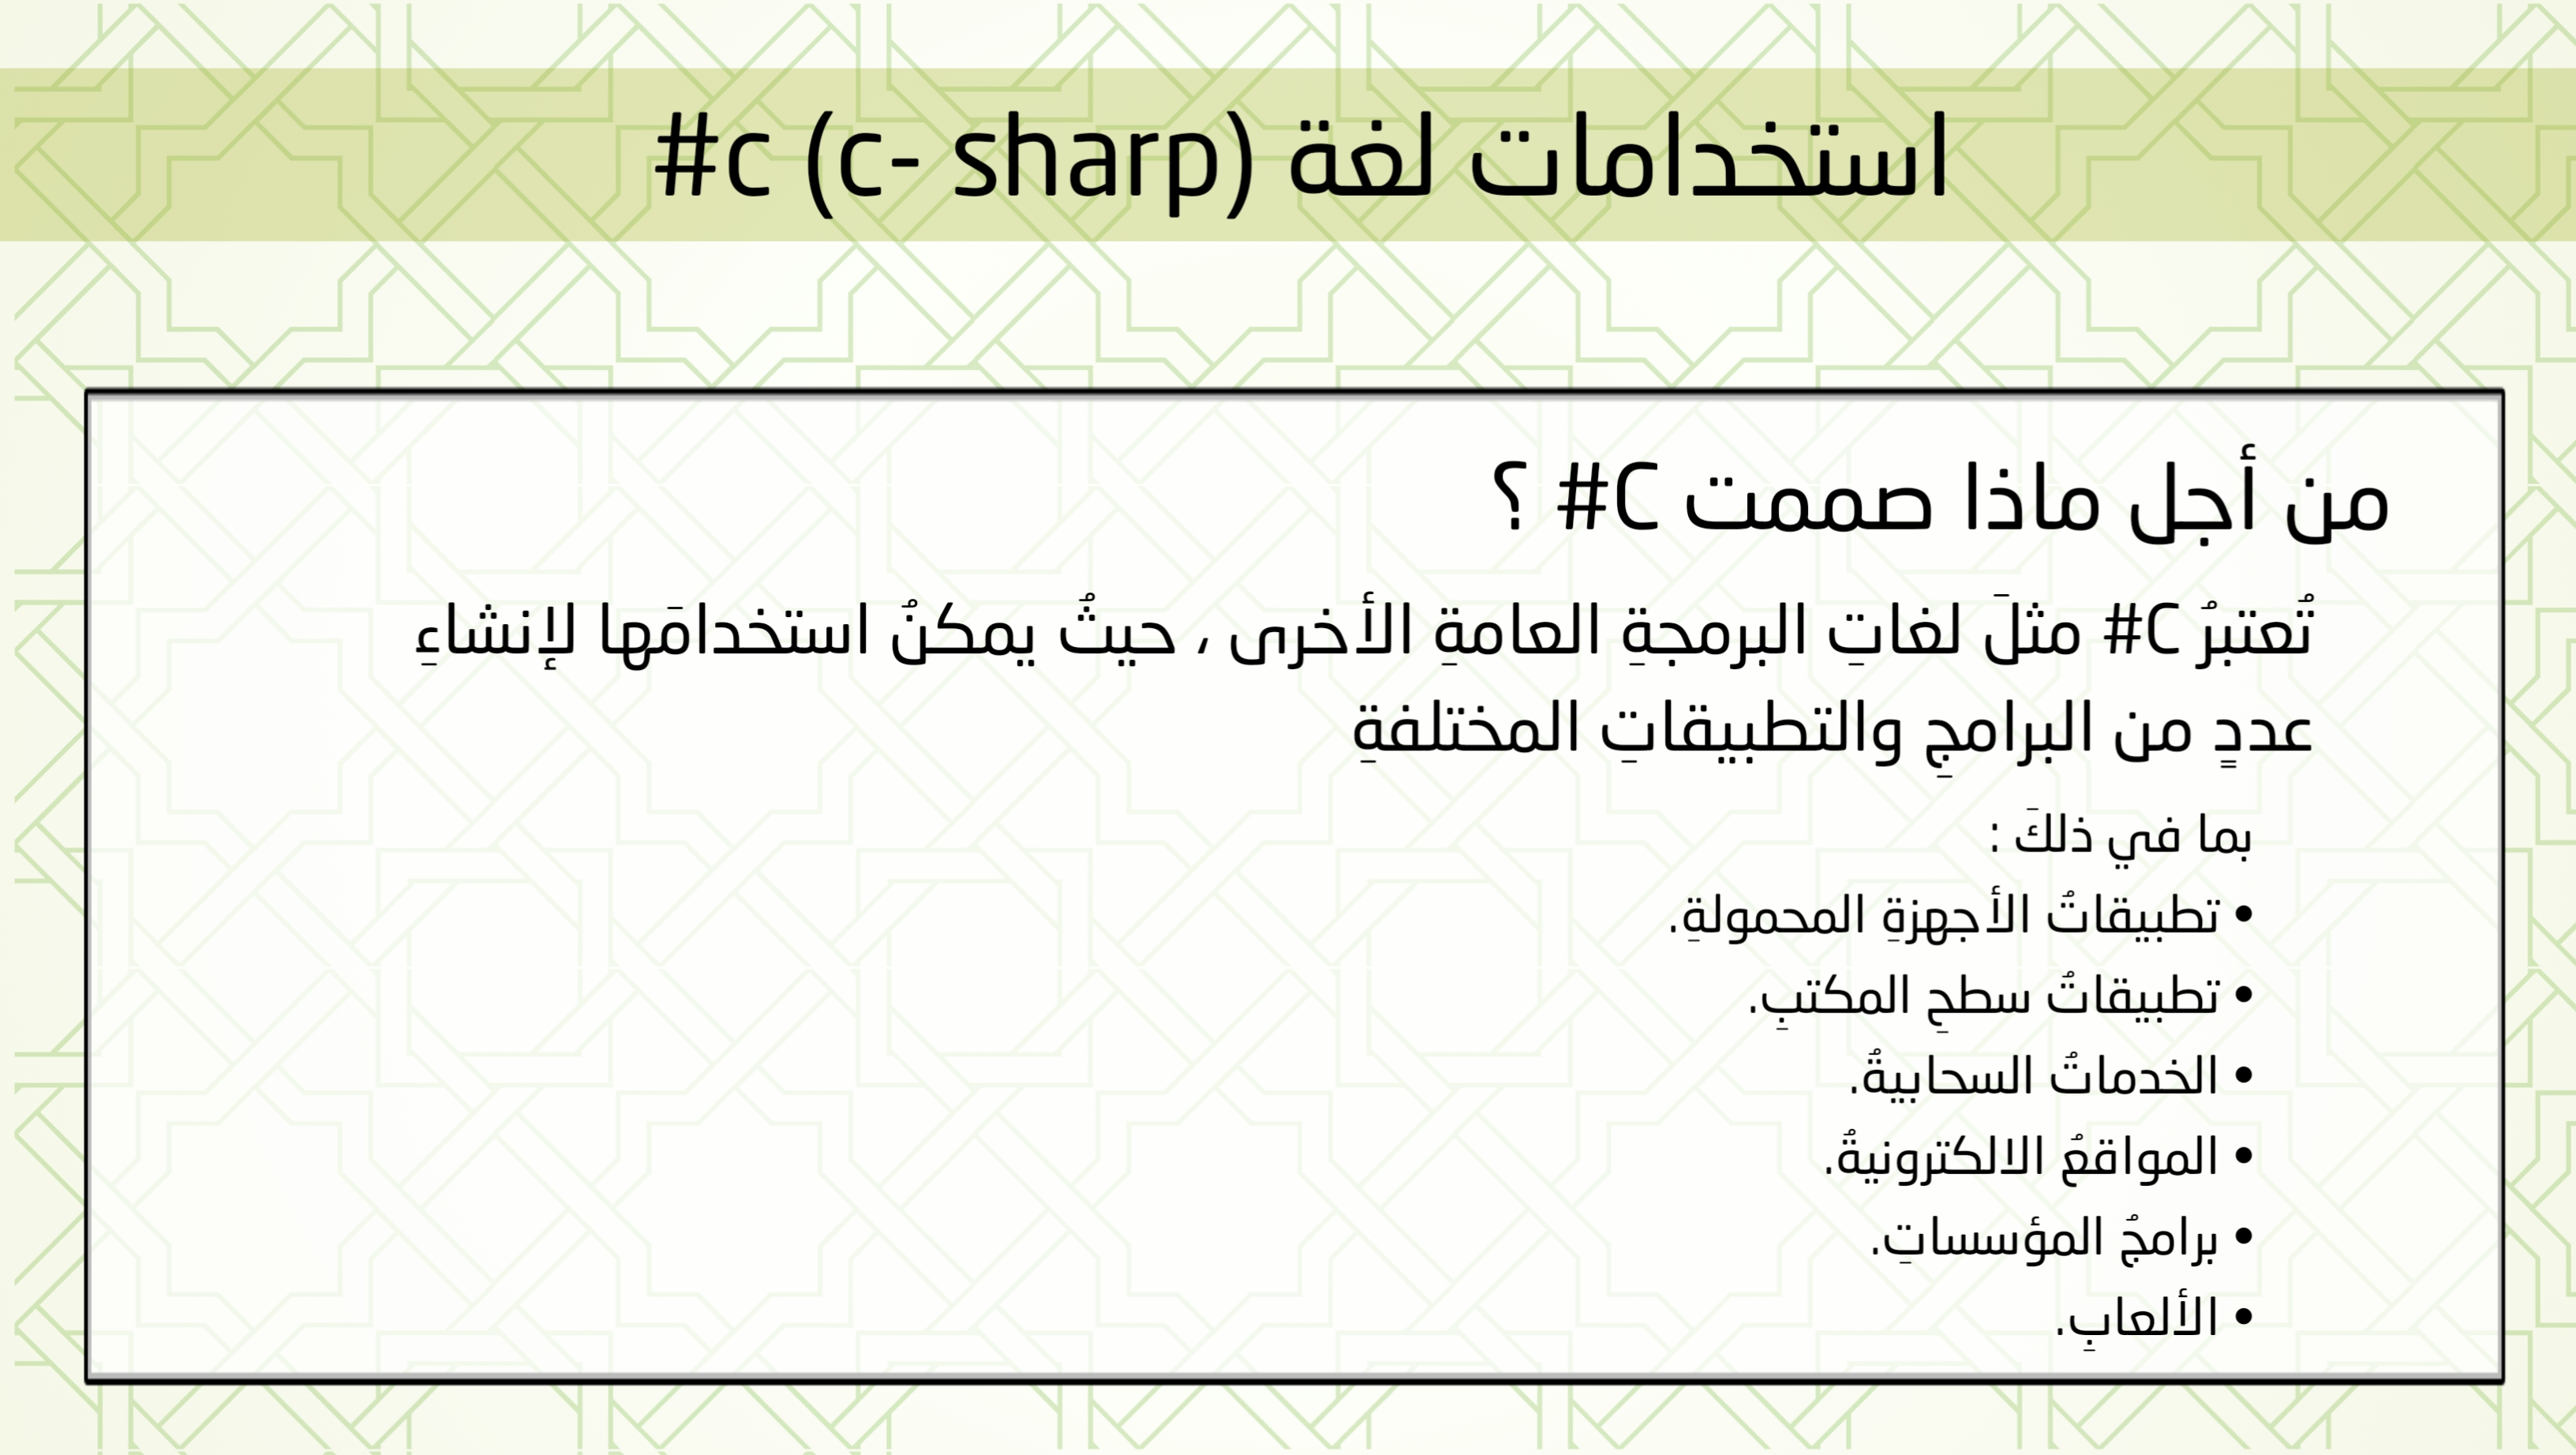 استخدامات لغة c# (c- sharp)
من أجل ماذا صممت C# ؟
تُعتبرُ C# مثلَ لغاتِ البرمجةِ العامةِ الأخرى ، حيثُ يمكنُ استخدامَها لإنشاءِ
عددٍ من البرامجِ والتطبيقاتِ المختلفةِ
بما في ذلكَ :
• تطبيقاتُ الأجهزةِ المحمولةِ.
• تطبيقاتُ سطحِ المكتبِ.
• الخدماتُ السحابيةُ.
• المواقعُ الالكترونيةُ.
• برامجُ المؤسساتِ.
• الألعابِ.